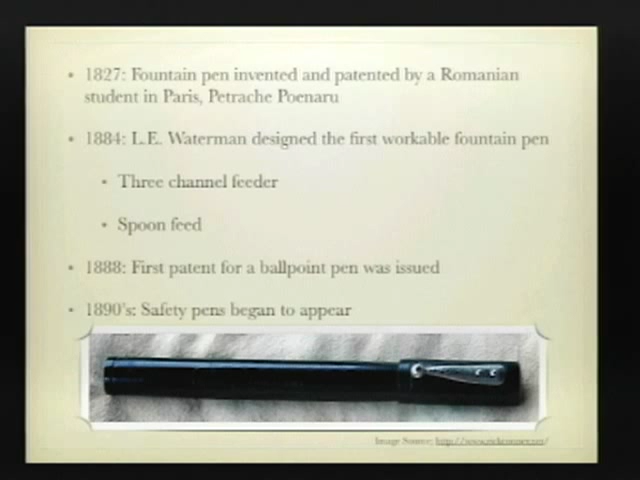 • 1827: Fountain pen invented and patented by a Romanian
student in Paris, Petrache Poenaru
• 1884: L.E. Waterman designed the first workable fountain pen
• Three channel feeder
• Spoon feed
• 1888: First patent for a ballpoint pen was issued
• 1890's: Safety pens began to appear
Image Source: